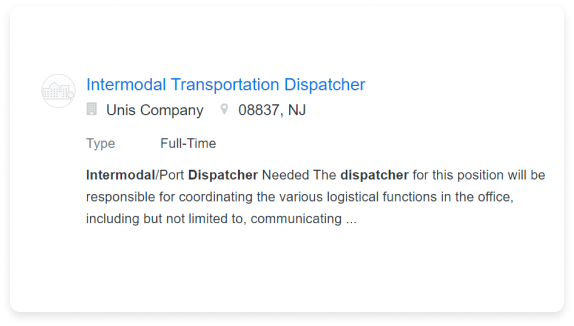 Intermodal Transportation Dispatcher
Unis Company 08837, NJ
Type Full-Time
Intermodal/Port Dispatcher Needed The dispatcher for this position will be
responsible for coordinating the various logistical functions in the office,
including but not limited to, communicating ...